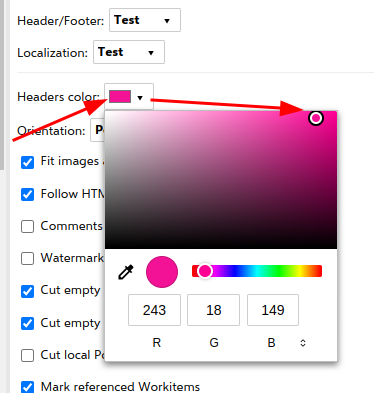 Header/Footer: Test
Localization: Test
Headers color:
Orientation:
Fit images
Follow HTM
Comments
Watermark
Cut empty
243 18 149
Cut empty
R G B
Cut local
Mark referenced Workitems